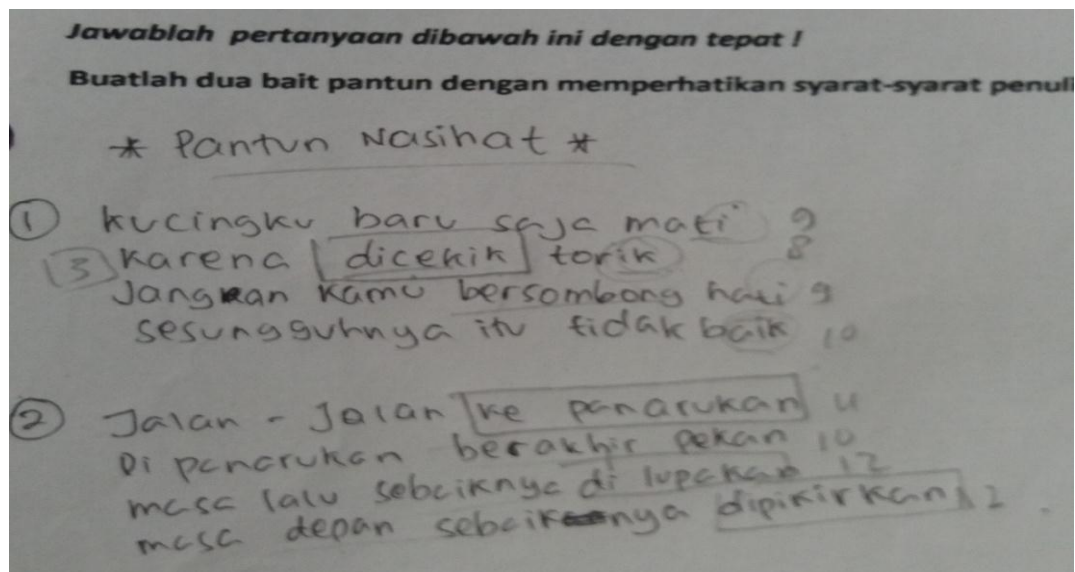 Jawablah pertanyaan dibawah ini dengan tepat !
Buatlah dua bait pantun dengan memperhatikan syarat-syarat penuli
* Pantun Nasihat *
1 Kucingku baru saja mati 9
3 Karena dicekik torik 8
Jangkan kamu bersombong hati 9
sesungguhnya itu tidak baik 10
2 Jalan - Jalan ke panarukan
Di panarukan berakhir pekan 10
masa lalu sebaiknya di lupakan 12
masa depan sebaiknya dipikirkan 12